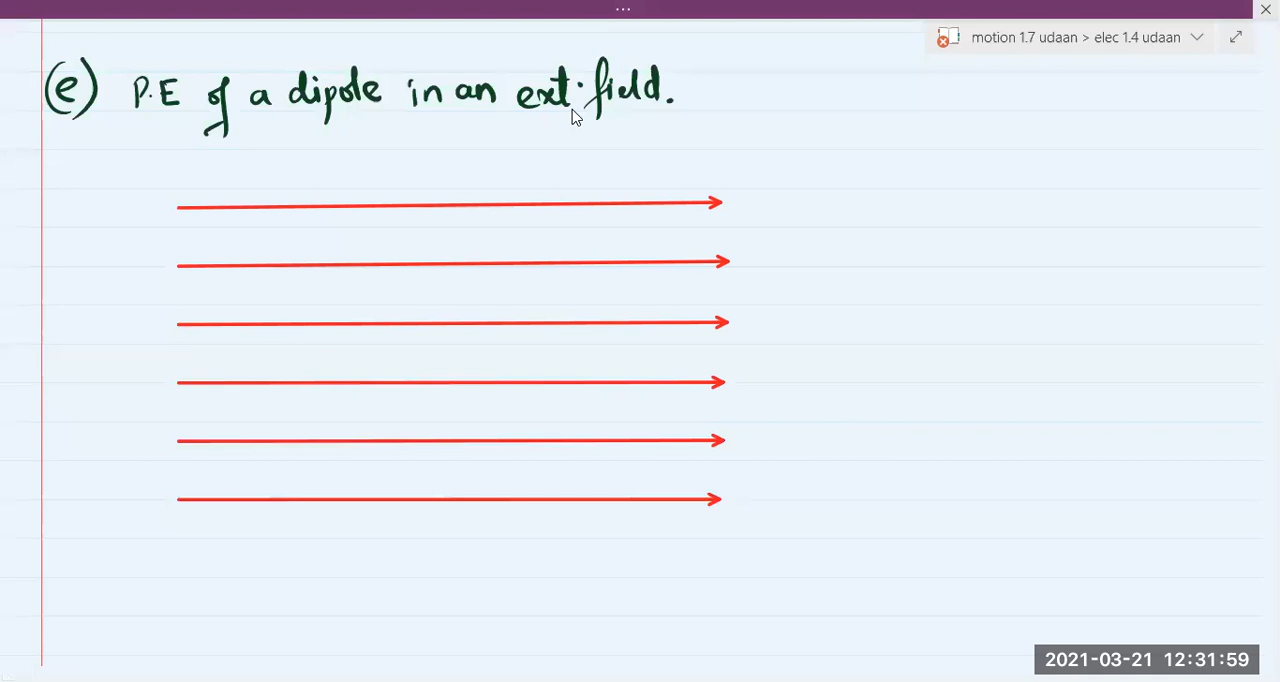 motion 1.7 udaan > elec 1.4 udaan
(e) P.E of a dipole in an ext. field.
2021-03-21 12:31:59